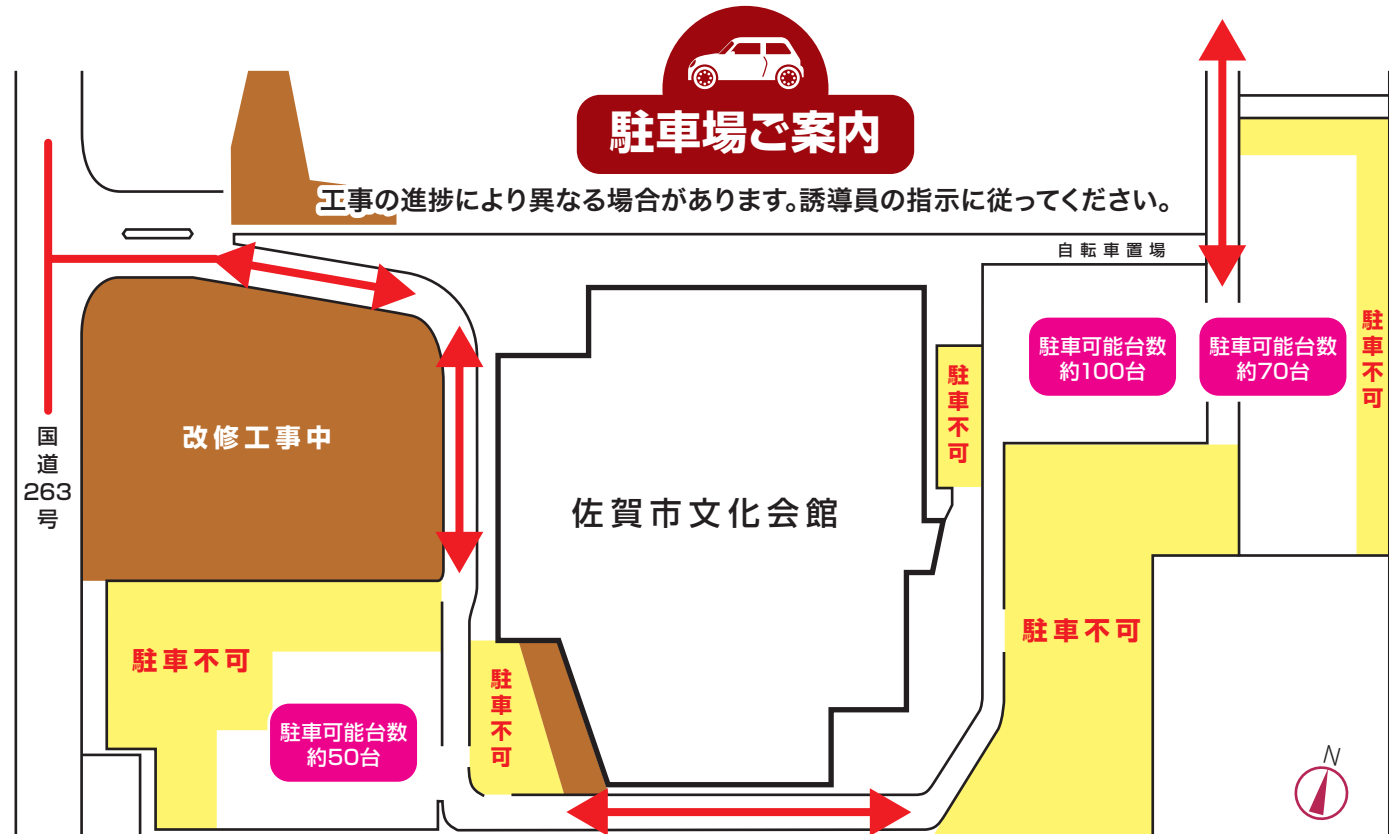 駐車場ご案内
工事の進捗により異なる場合があります。誘導員の指示に従ってください。
自転車置場
駐車可能台数
約100台
駐車可能台数
約70台
駐車不可
駐車不可
国道
263
号
改修工事中
佐賀市文化会館
駐車不可
駐車不可
駐車不可
駐車可能台数
約50台
N